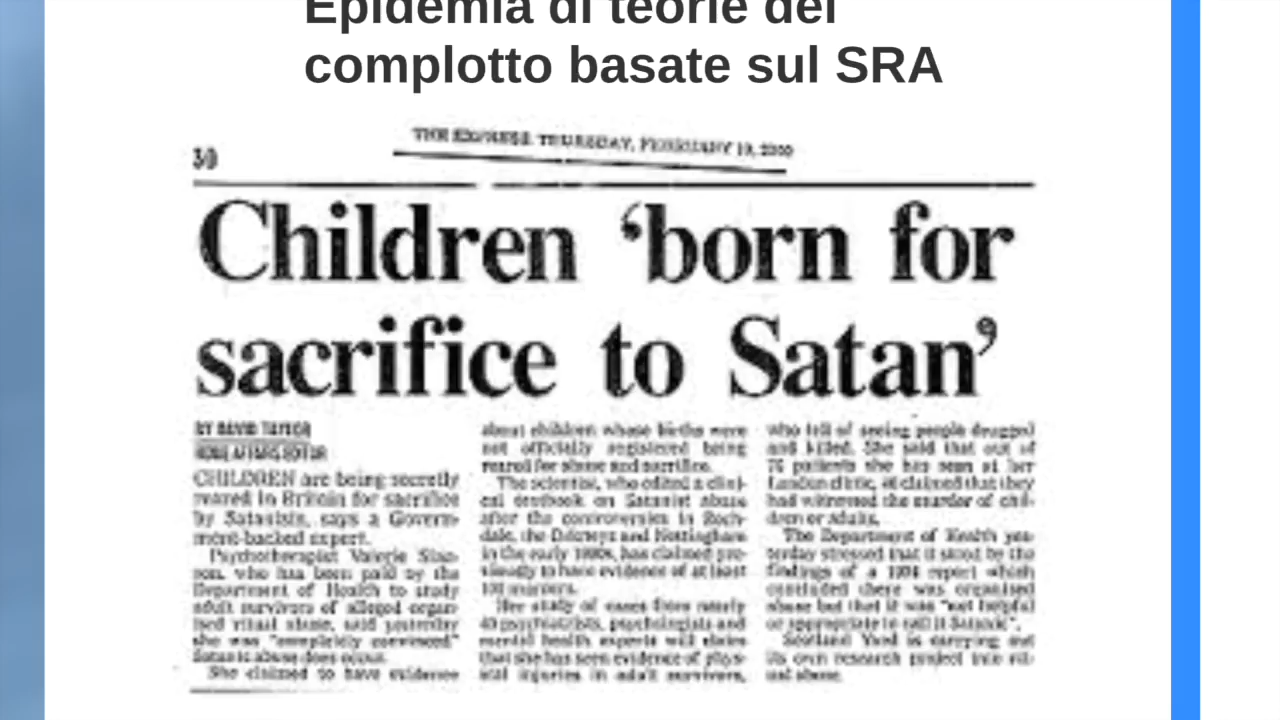 Epidemia di teorie del
complotto basate sul SRA
THE EXPRESS, THURSDAY, FEBRUARY 10, 2000
30
Children ‘born for
sacrifice to Satan’
BY DAVID TAYLOR
HOME AFFAIRS EDITOR
CHILDREN are being secretly
reared in Britain for sacrifice
by Satanists, says a Govern-
ment-backed expert.
Psychotherapist Valerie Sina-
son, who has been paid by the
Department of Health to study
adult survivors of alleged organ-
ised ritual abuse, said yesterday
she was "completely convinced"
Satanic abuse does occur.
She claimed to have evidence
about children whose births were
not officially registered being
reared for abuse and sacrifice.
The scientist, who edited a clini-
cal textbook on Satanist abuse
after the controversies in Roch-
dale, the Orkneys and Nottingham
in the early 1990s, has claimed pre-
viously to have evidence of at least
100 murders.
Her study of cases from nearly
40 psychiatrists, psychologists and
mental health experts will claim
that she has seen evidence of phys-
ical injuries in adult survivors,
who tell of seeing people drugged
and killed. She said that out of
76 patients she has seen at her
London clinic, 46 claimed that they
had witnessed the murder of chil-
dren or adults.
The Department of Health yes-
terday stressed that it stood by the
findings of a 1994 report which
concluded there was organised
abuse but that it was "not helpful
or appropriate to call it Satanic".
Scotland Yard is carrying out
its own research project into rit-
ual abuse.